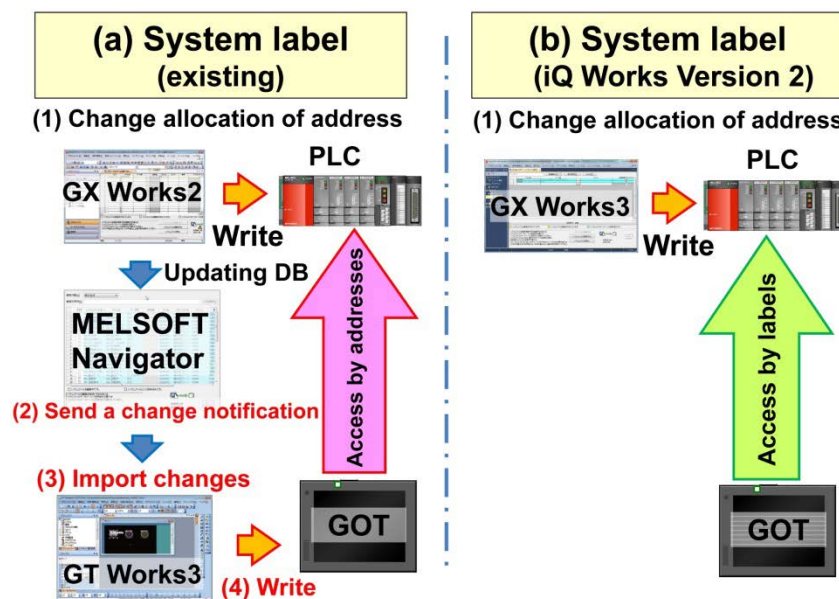 (a) System label
(existing)
(1) Change allocation of address
PLC
GX Works2
Write
Updating DB
MELSOFT
Navigator
(2) Send a change notification
(3) Import changes
GT Works3
(4) Write
Access by addresses
GOT
(b) System label
(iQ Works Version 2)
(1) Change allocation of address
PLC
GX Works3
Write
Access by labels
GOT